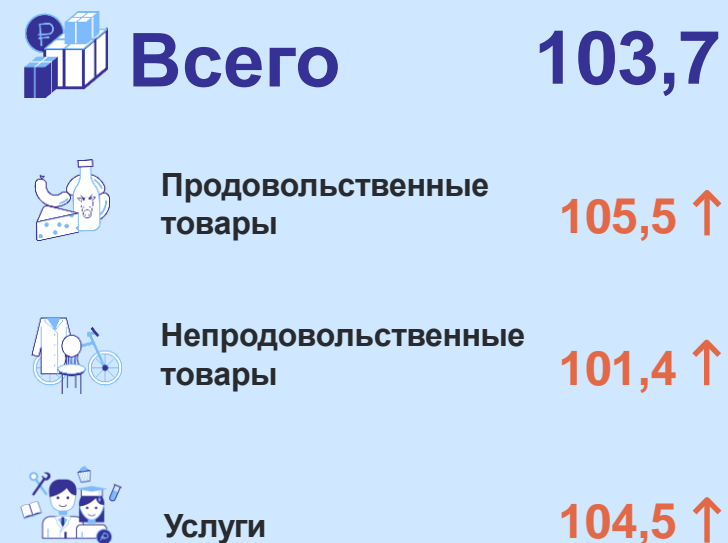 Всего 103,7
Продовольственные
товары 105,5 ↑
Непродовольственные
товары 101,4 ↑
Услуги 104,5 ↑